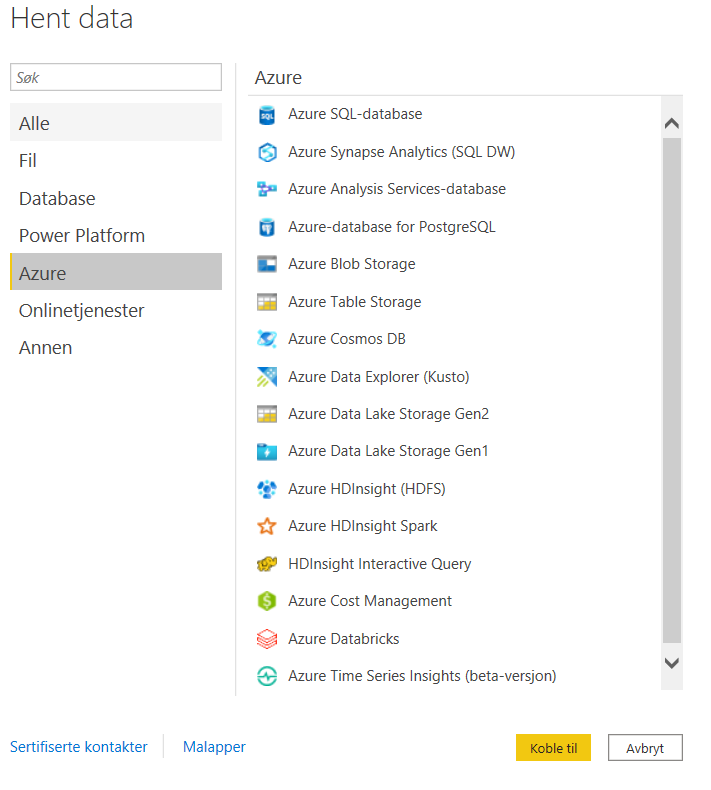 Hent data
Søk
Alle
Fil
Database
Power Platform
Azure
Onlinetjenester
Annen
Azure
Azure SQL-database
Azure Synapse Analytics (SQL DW)
Azure Analysis Services-database
Azure-database for PostgreSQL
Azure Blob Storage
Azure Table Storage
Azure Cosmos DB
Azure Data Explorer (Kusto)
Azure Data Lake Storage Gen2
Azure Data Lake Storage Gen1
Azure HDInsight (HDFS)
Azure HDInsight Spark
HDInsight Interactive Query
Azure Cost Management
Azure Databricks
Azure Time Series Insights (beta-versjon)
Sertifiserte kontakter
Malapper
Koble til
Avbryt